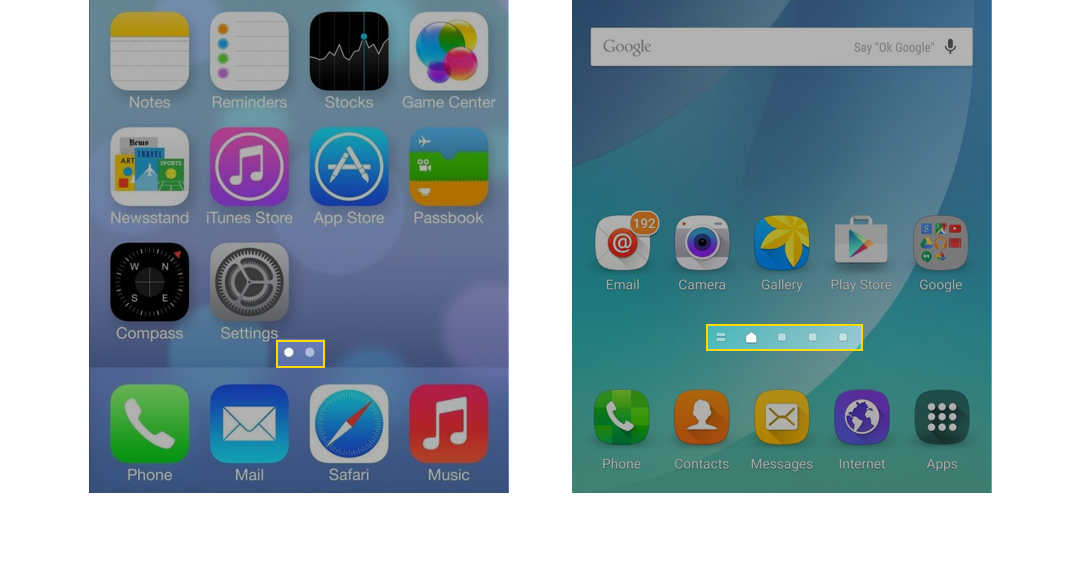 Notes Reminders Stocks Game Center
News
ART TRAVEL SPORTS
Newsstand iTunes Store App Store Passbook
W N
S E
Compass Settings
Phone Mail Safari Music
Google Say "Ok Google"
192
@
8
Email Camera Gallery Play Store Google
Phone Contacts Messages Internet Apps